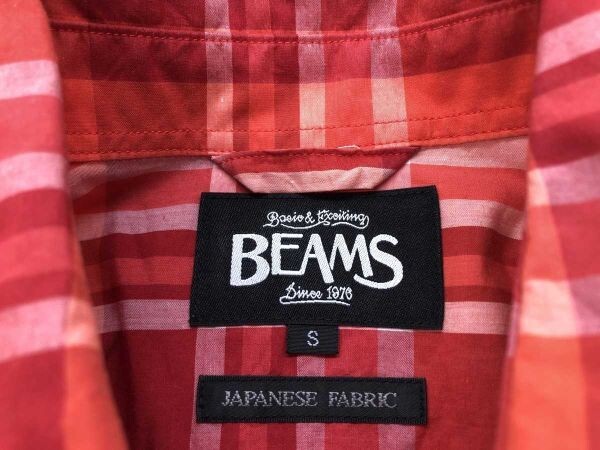 Basic & Exciting
BEAMS
Since 1976
S
JAPANESE FABRIC